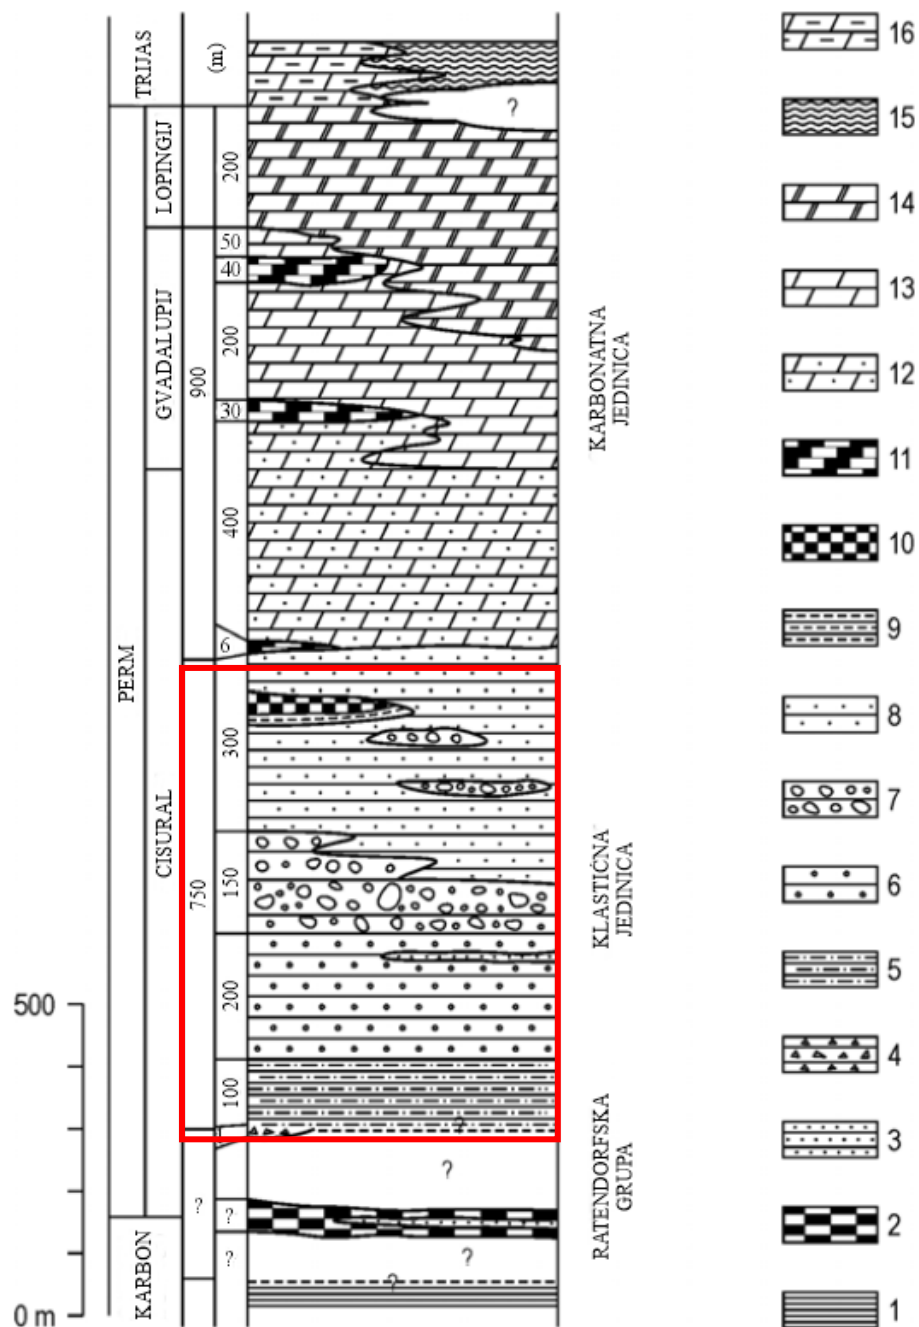 TRIJAS
(m)
?
LOPINGIJ
200
50
40
GVADALUPIJ
200
900
30
KARBONATNA
JEDINICA
400
6
PERM
CISURAL
300
750
150
KLASTIČNA
JEDINICA
200
500
100
?
?
?
?
RATENDORFSKA
GRUPA
KARBON
?
?
?
0 m
16
15
14
13
12
11
10
9
8
7
6
5
4
3
2
1